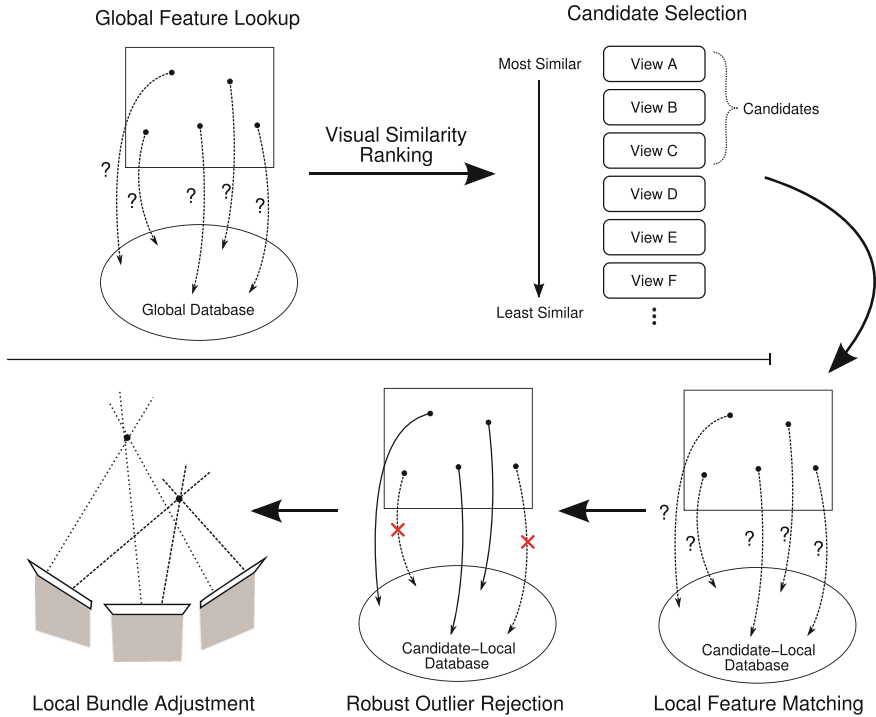 Global Feature Lookup
?
?
?
?
?
Global Database
Visual Similarity
Ranking
Candidate Selection
Most Similar
Least Similar
View A
View B
View C
View D
View E
View F
Candidates
?
?
?
?
?
Candidate−Local
Database
Local Feature Matching
Candidate−Local
Database
Robust Outlier Rejection
Local Bundle Adjustment